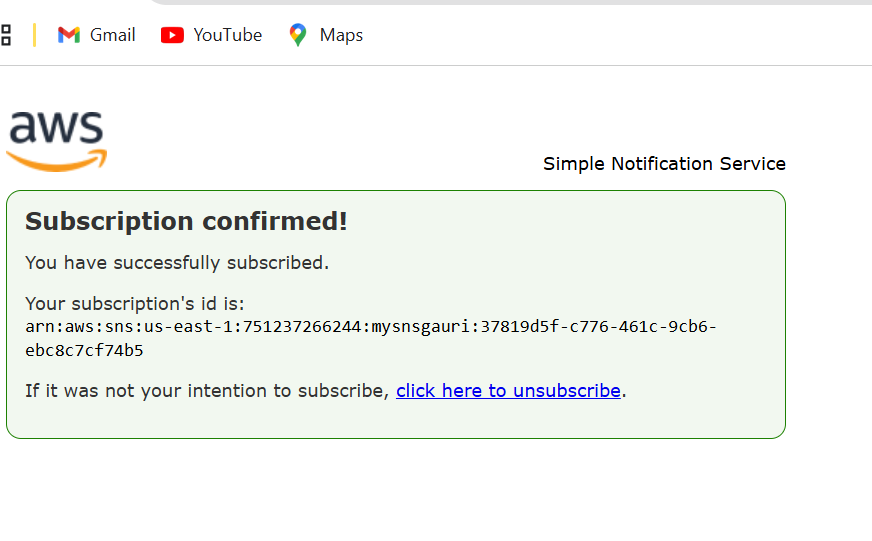 Gmail YouTube Maps
aws
Simple Notification Service
Subscription confirmed!
You have successfully subscribed.
Your subscription's id is:
arn:aws:sns:us-east-1:751237266244:mysnsgauri:37819d5f-c776-461c-9cb6-
ebc8c7cf74b5
If it was not your intention to subscribe, click here to unsubscribe.